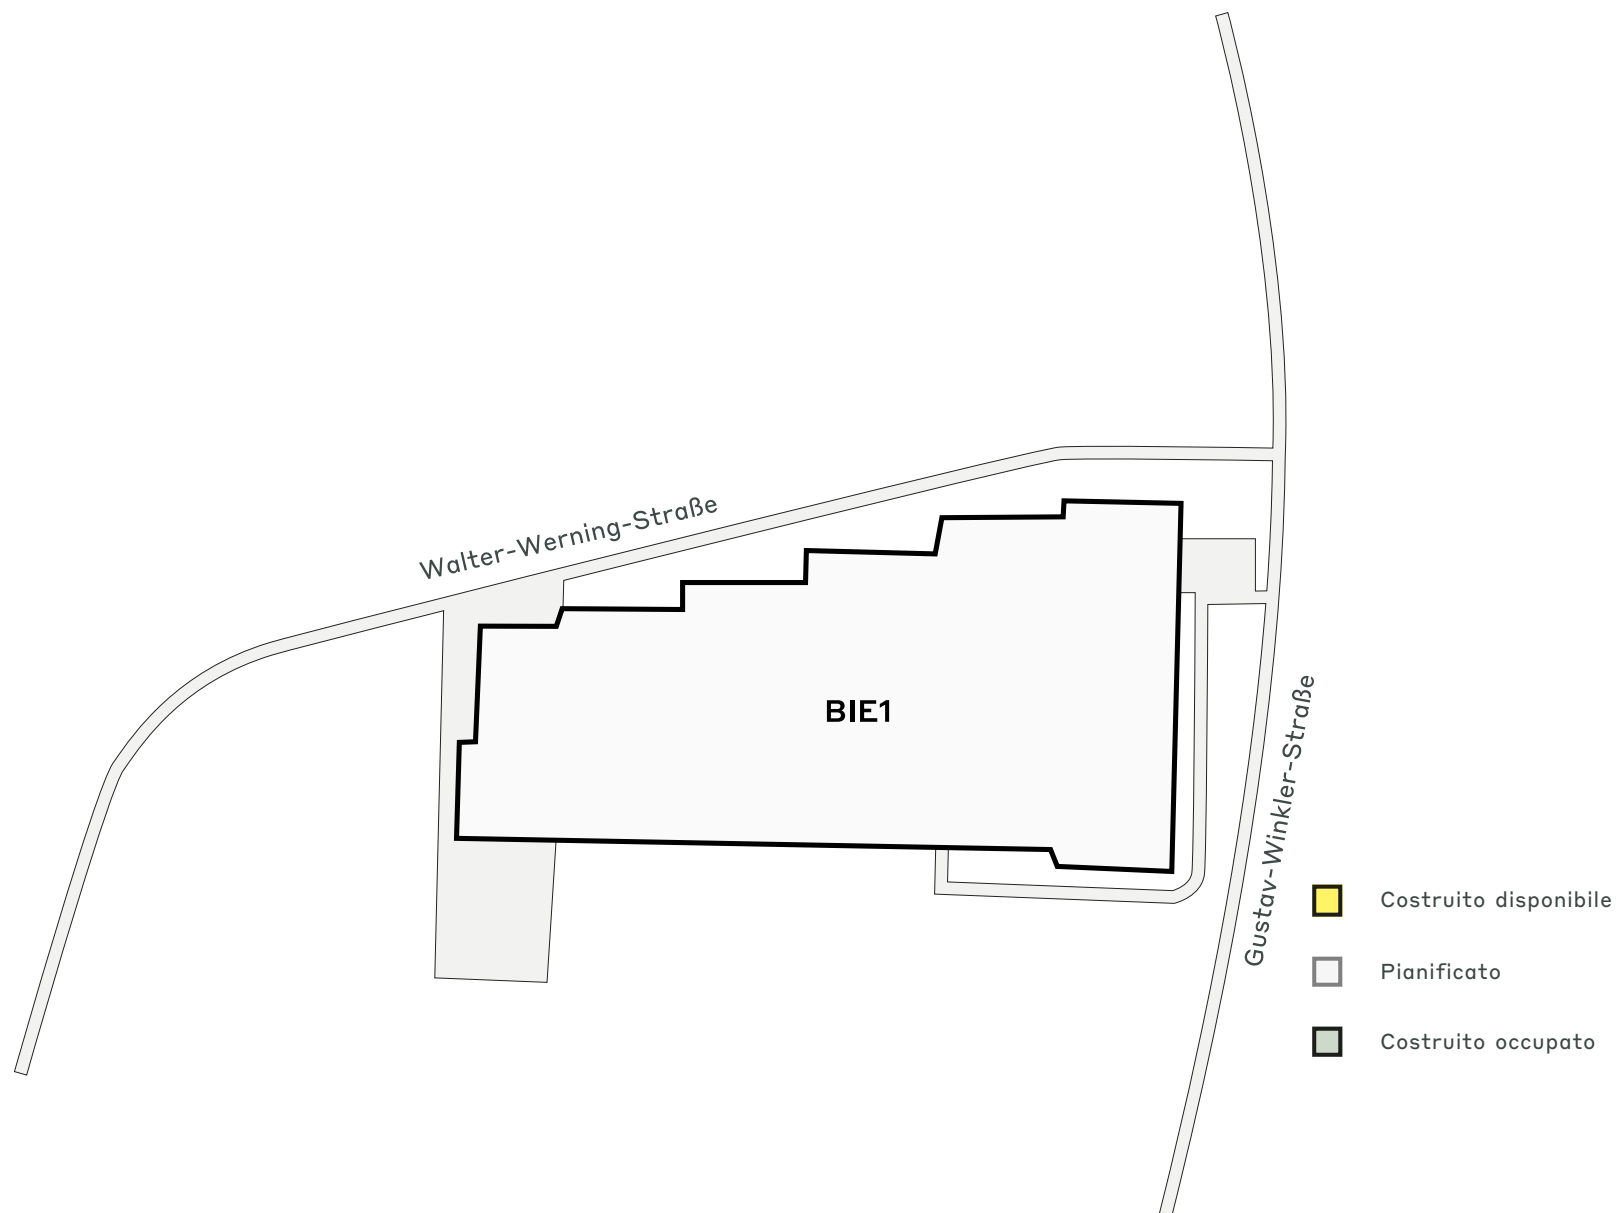 Walter-Werning-Straße
BIE1
Gustav-Winkler-Straße
Costruito disponibile
Pianificato
Costruito occupato